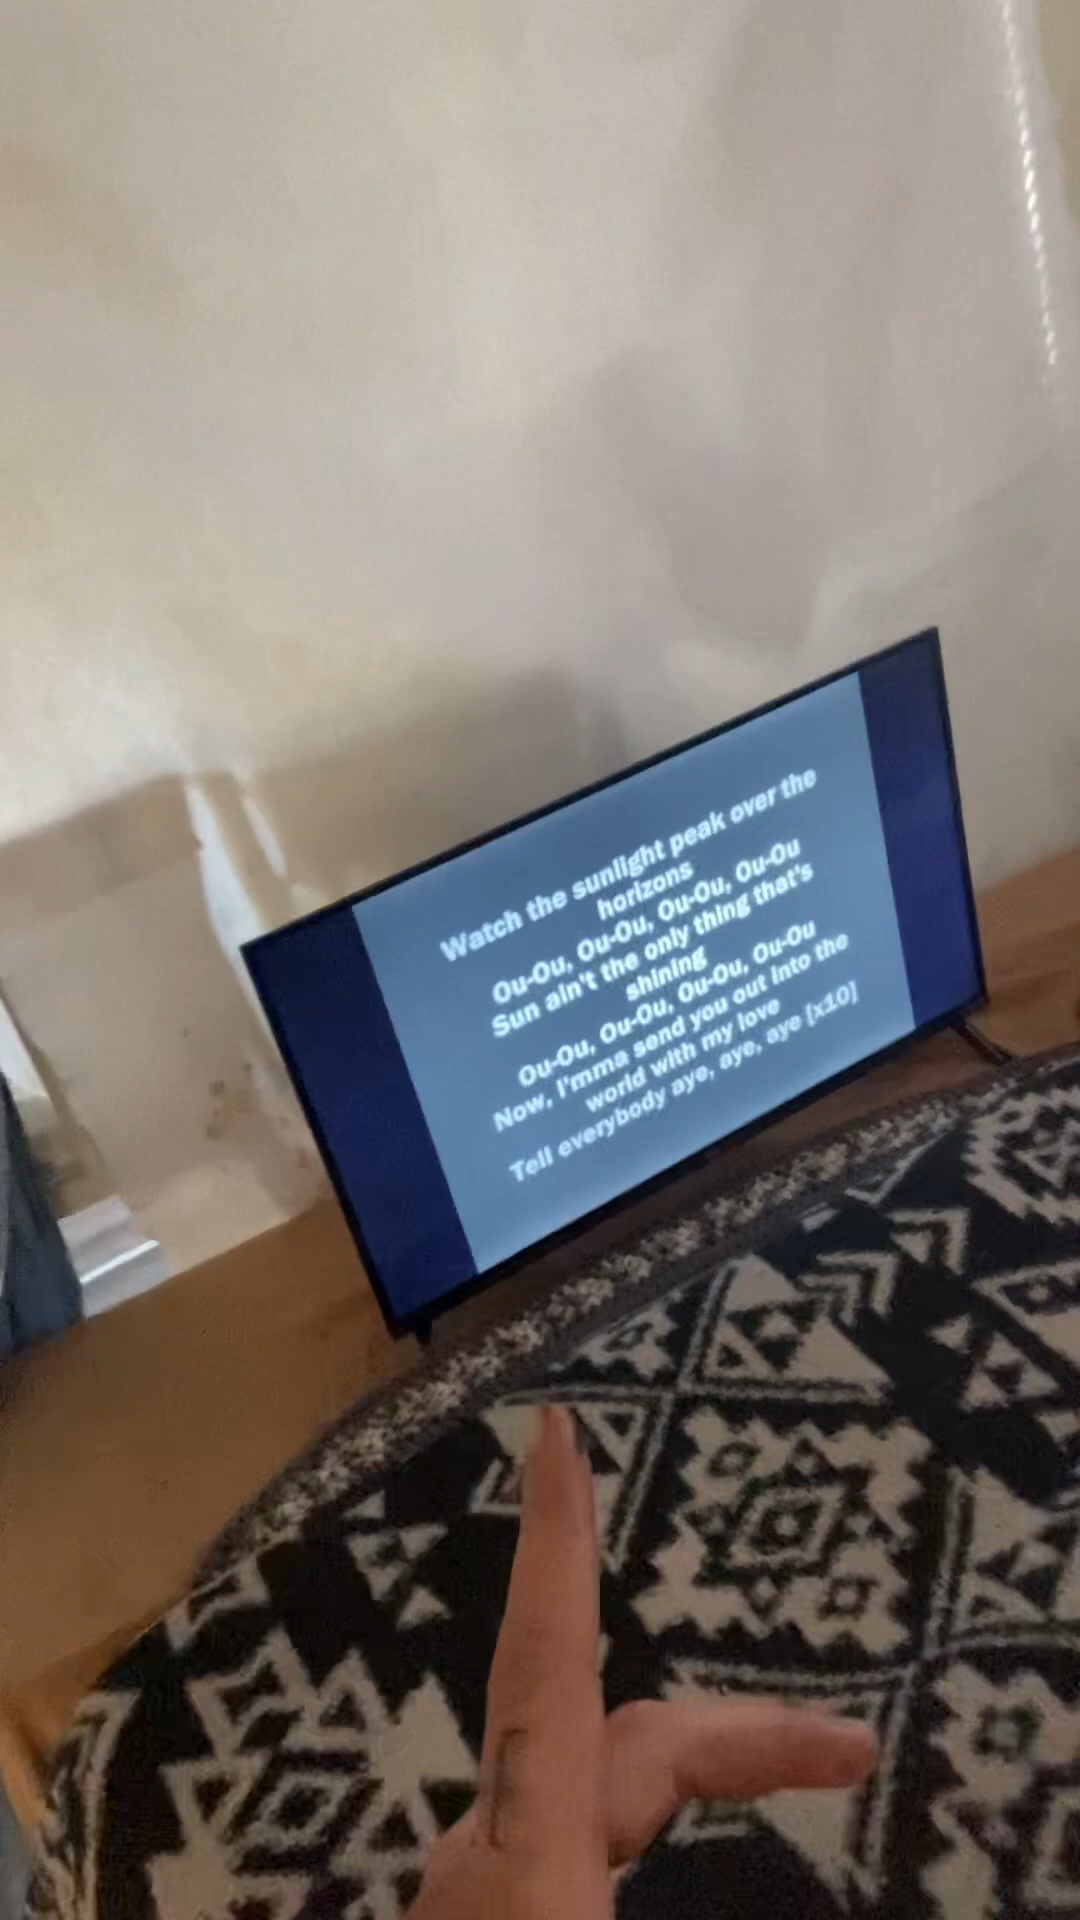 Watch the sunlight peak over the
horizons
Ou-Ou, Ou-Ou, Ou-Ou, Ou-Ou
Sun ain't the only thing that's
shining
Ou-Ou, Ou-Ou, Ou-Ou, Ou-Ou
Now, I'mma send you out into the
world with my love
Tell everybody aye, aye, aye [x10]